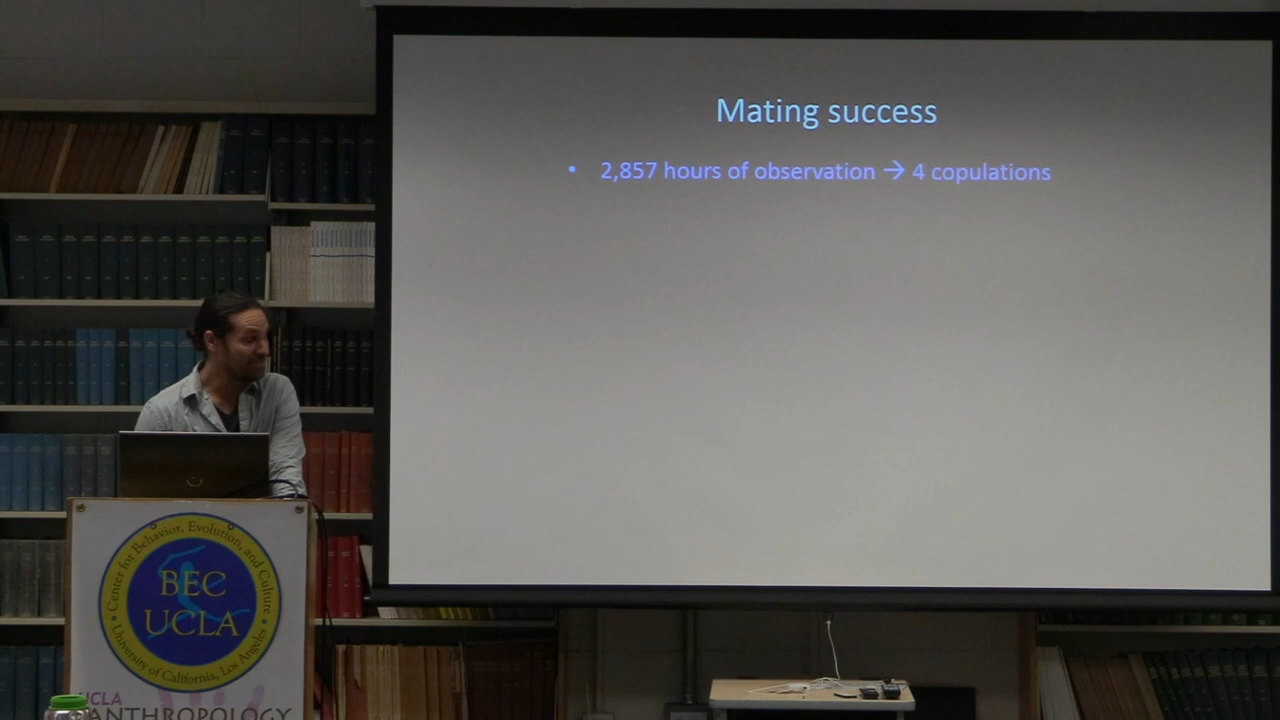 Mating success
• 2,857 hours of observation → 4 copulations
Center for Behavior, Evolution, and Culture
BEC
UCLA
University of California, Los Angeles
UCLA
ANTHROPOLOGY